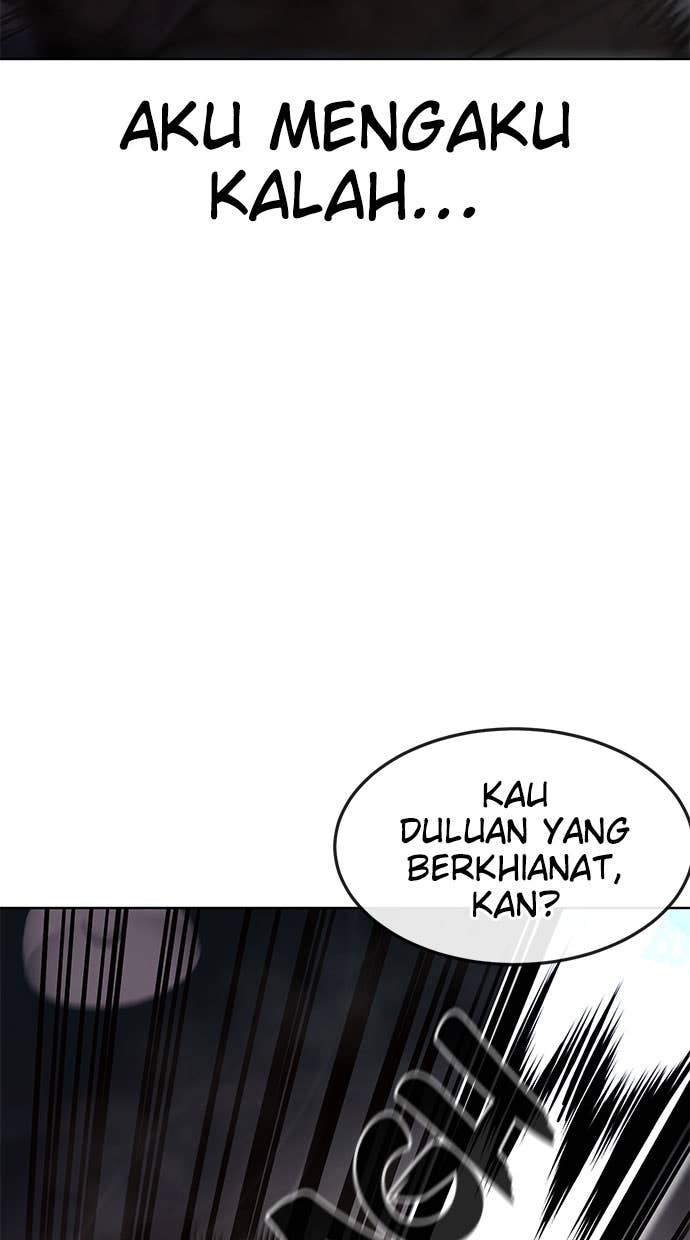 AKU MENGAKU
KALAH...
KAU
DULUAN YANG
BERKHIANAT,
KAN?